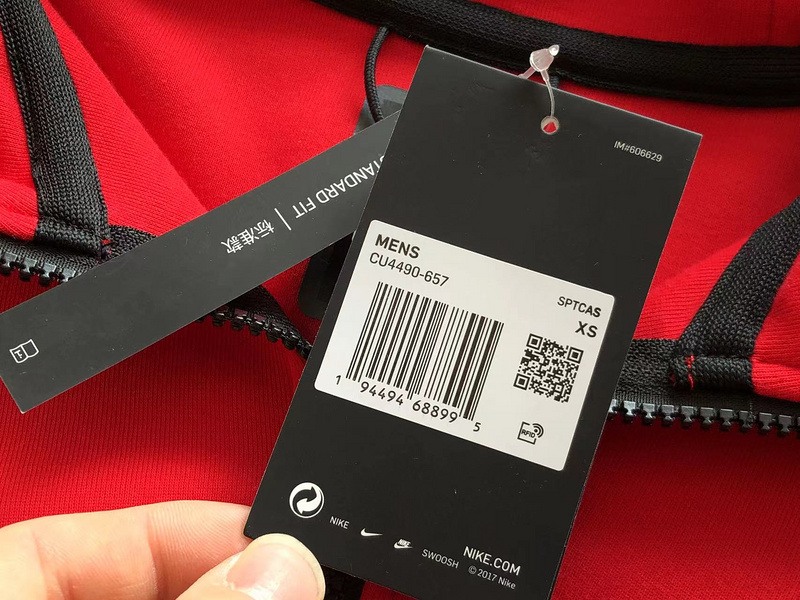 IM#606629
STANDARD FIT | 标准款
MENS
CU4490-657
SPTCAS
XS
1 94494 68899 5
RFID
NIKE
NIKE
SWOOSH
NIKE.COM
© 2017 Nike